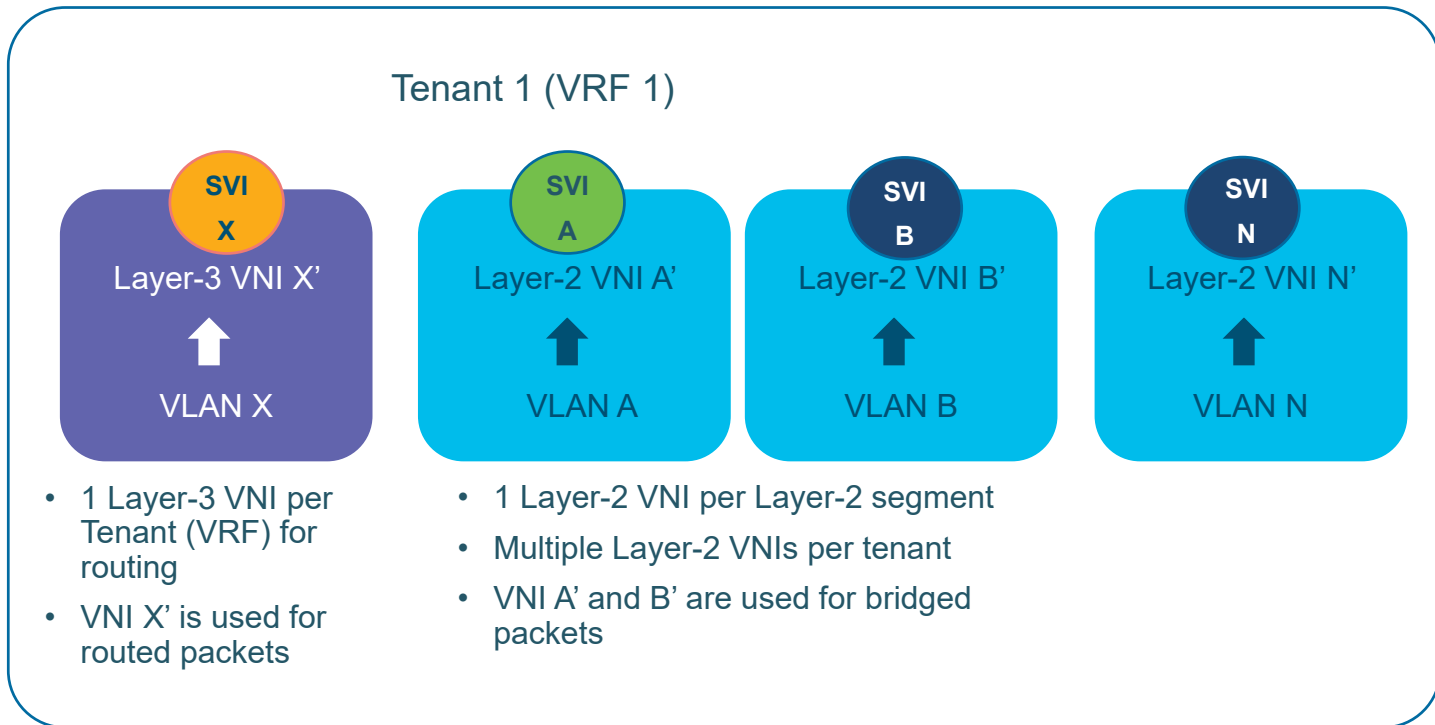 Tenant 1 (VRF 1)
SVI
X
Layer-3 VNI X’
VLAN X
SVI
A
Layer-2 VNI A’
VLAN A
SVI
B
Layer-2 VNI B’
VLAN B
SVI
N
Layer-2 VNI N’
VLAN N
• 1 Layer-3 VNI per
Tenant (VRF) for
routing
• VNI X’ is used for
routed packets
• 1 Layer-2 VNI per Layer-2 segment
• Multiple Layer-2 VNIs per tenant
• VNI A’ and B’ are used for bridged
packets